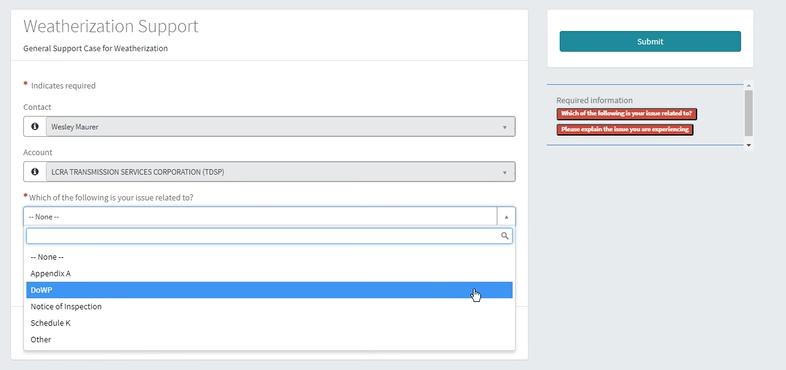 Weatherization Support
General Support Case for Weatherization
* Indicates required
Contact
Wesley Maurer
Account
LCRA TRANSMISSION SERVICES CORPORATION (TDSP)
* Which of the following is your issue related to?
-- None --
-- None --
Appendix A
DoWP
Notice of Inspection
Schedule K
Other
Submit
Required information
Which of the following is your issue related to?
Please explain the issue you are experiencing